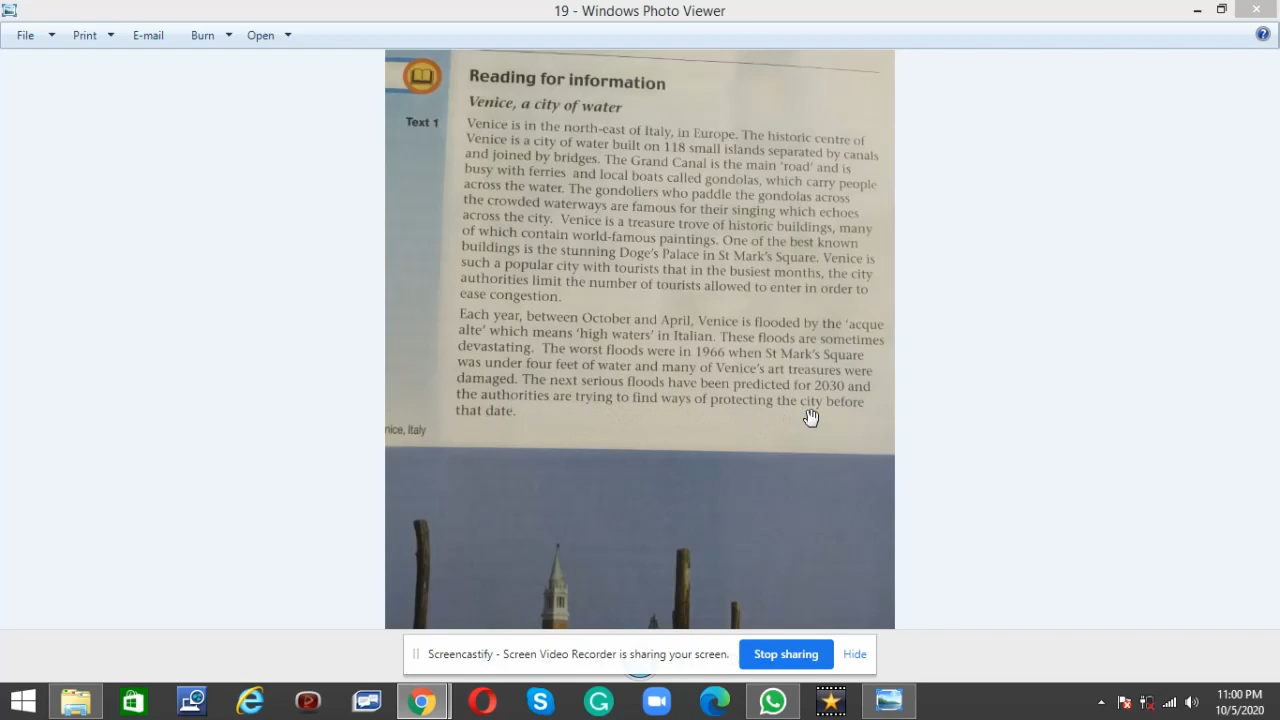 19 - Windows Photo Viewer
File Print E-mail Burn Open
Reading for information
Venice, a city of water
Text 1
Venice is in the north-east of Italy, in Europe. The historic centre of
Venice is a city of water built on 118 small islands separated by canals
and joined by bridges. The Grand Canal is the main 'road' and is
busy with ferries and local boats called gondolas, which carry people
across the water. The gondoliers who paddle the gondolas across
the crowded waterways are famous for their singing which echoes
across the city. Venice is a treasure trove of historic buildings, many
of which contain world-famous paintings. One of the best known
buildings is the stunning Doge's Palace in St Mark's Square. Venice is
such a popular city with tourists that in the busiest months, the city
authorities limit the number of tourists allowed to enter in order to
ease congestion.
Each year, between October and April, Venice is flooded by the 'acque
alte' which means 'high waters' in Italian. These floods are sometimes
devastating. The worst floods were in 1966 when St Mark's Square
was under four feet of water and many of Venice's art treasures were
damaged. The next serious floods have been predicted for 2030 and
the authorities are trying to find ways of protecting the city before
that date.
nice, Italy
Screencastify - Screen Video Recorder is sharing your screen. Stop sharing Hide
11:00 PM
10/5/2020